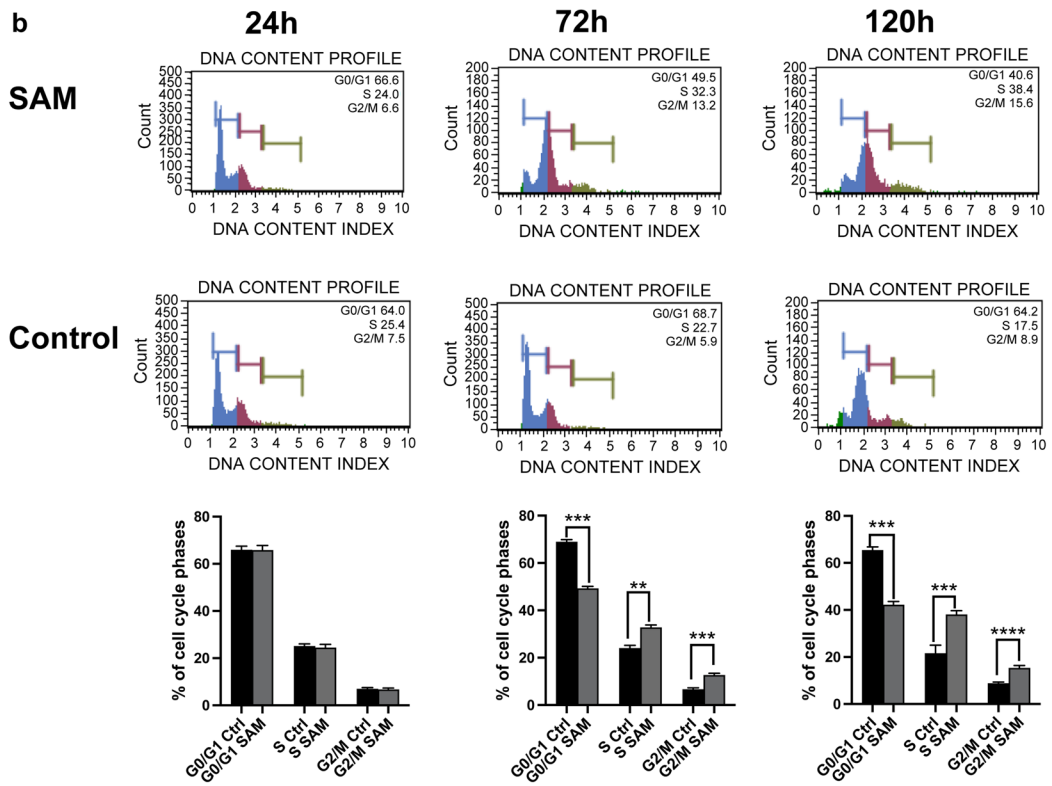 b
24h
72h
120h
SAM
DNA CONTENT PROFILE
G0/G1 66.6
S 24.0
G2/M 6.6
Count
500
450
400
350
300
250
200
150
100
50
0
0 1 2 3 4 5 6 7 8 9 10
DNA CONTENT INDEX
DNA CONTENT PROFILE
G0/G1 49.5
S 32.3
G2/M 13.2
Count
200
180
160
140
120
100
80
60
40
20
0
0 1 2 3 4 5 6 7 8 9 10
DNA CONTENT INDEX
DNA CONTENT PROFILE
G0/G1 40.6
S 38.4
G2/M 15.6
Count
200
180
160
140
120
100
80
60
40
20
0
0 1 2 3 4 5 6 7 8 9 10
DNA CONTENT INDEX
Control
DNA CONTENT PROFILE
G0/G1 64.0
S 25.4
G2/M 7.5
Count
500
450
400
350
300
250
200
150
100
50
0
0 1 2 3 4 5 6 7 8 9 10
DNA CONTENT INDEX
DNA CONTENT PROFILE
G0/G1 68.7
S 22.7
G2/M 5.9
Count
500
450
400
350
300
250
200
150
100
50
0
0 1 2 3 4 5 6 7 8 9 10
DNA CONTENT INDEX
DNA CONTENT PROFILE
G0/G1 64.2
S 17.5
G2/M 8.9
Count
200
180
160
140
120
100
80
60
40
20
0
0 1 2 3 4 5 6 7 8 9 10
DNA CONTENT INDEX
% of cell cycle phases
80
60
40
20
0
G0/G1 Ctrl
G0/G1 SAM
S Ctrl
S SAM
G2/M Ctrl
G2/M SAM
% of cell cycle phases
80
60
40
20
0
***
**
***
G0/G1 Ctrl
G0/G1 SAM
S Ctrl
S SAM
G2/M Ctrl
G2/M SAM
% of cell cycle phases
80
60
40
20
0
***
***
****
G0/G1 Ctrl
G0/G1 SAM
S Ctrl
S SAM
G2/M Ctrl
G2/M SAM